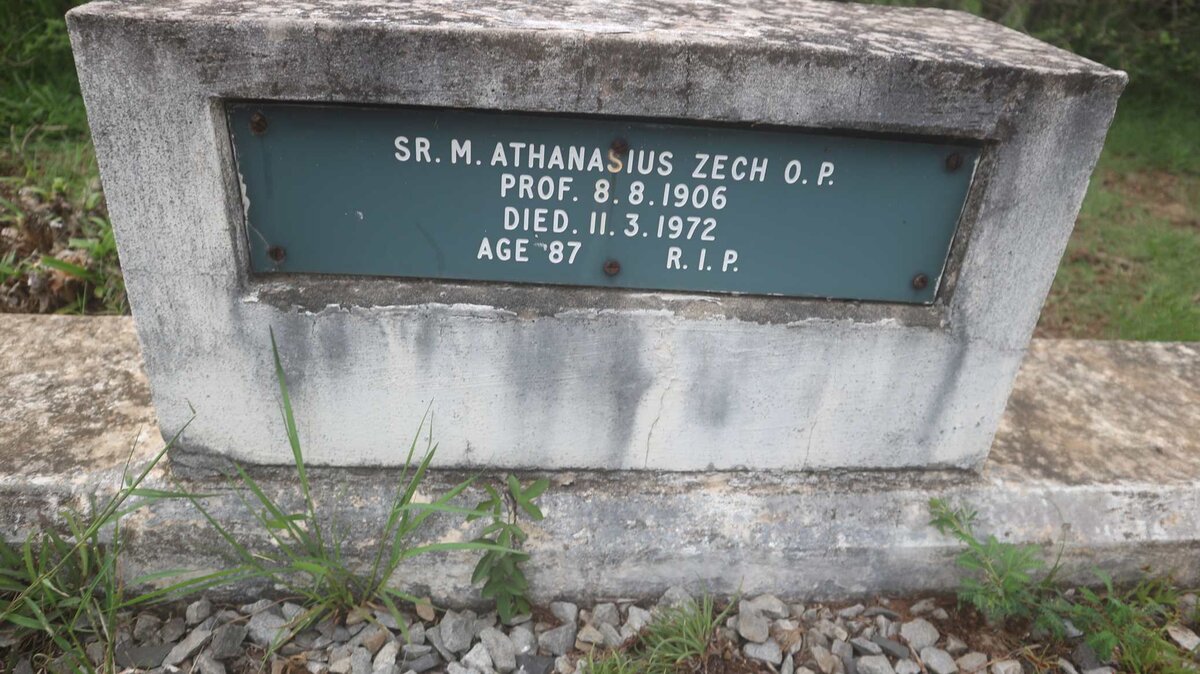 SR. M. ATHANASIUS ZECH O.P.
PROF. 8.8.1906
DIED. 11.3.1972
AGE 87 R.I.P.